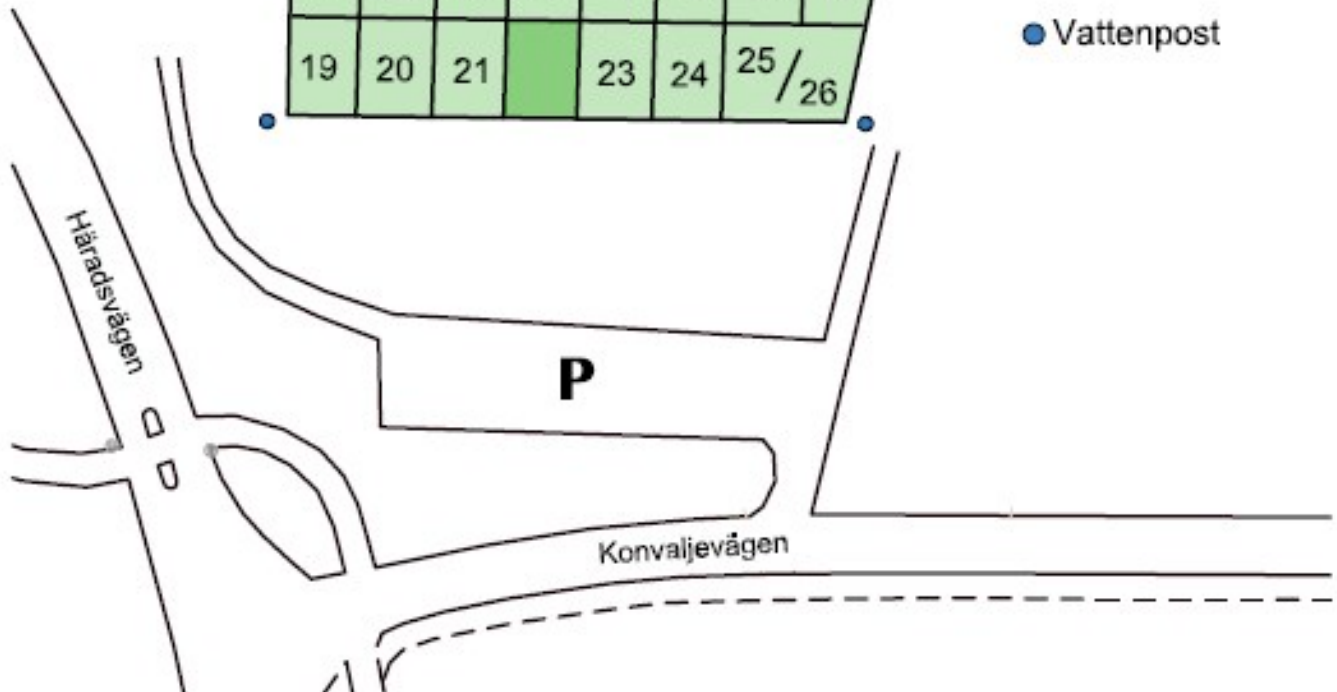 Vattenpost
19 20 21 23 24 25/26
Häradsvägen
P
Konvaljevägen